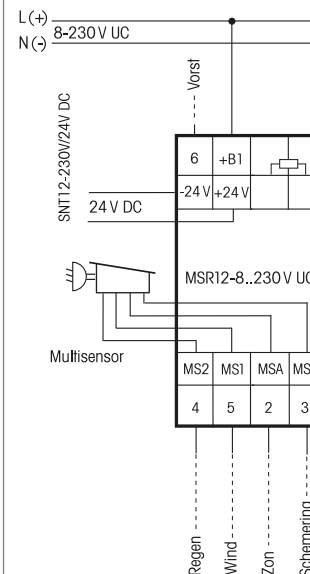 L(+)
8-230 V UC
N(-)
Vorst
SNT12-230V/24V DC
6 +B1
-24 V +24 V
24 V DC
MSR12-8..230 V UC
Multisensor
MS2 MS1 MSA MS
4 5 2 3
Regen
Wind
Zon
Schemering